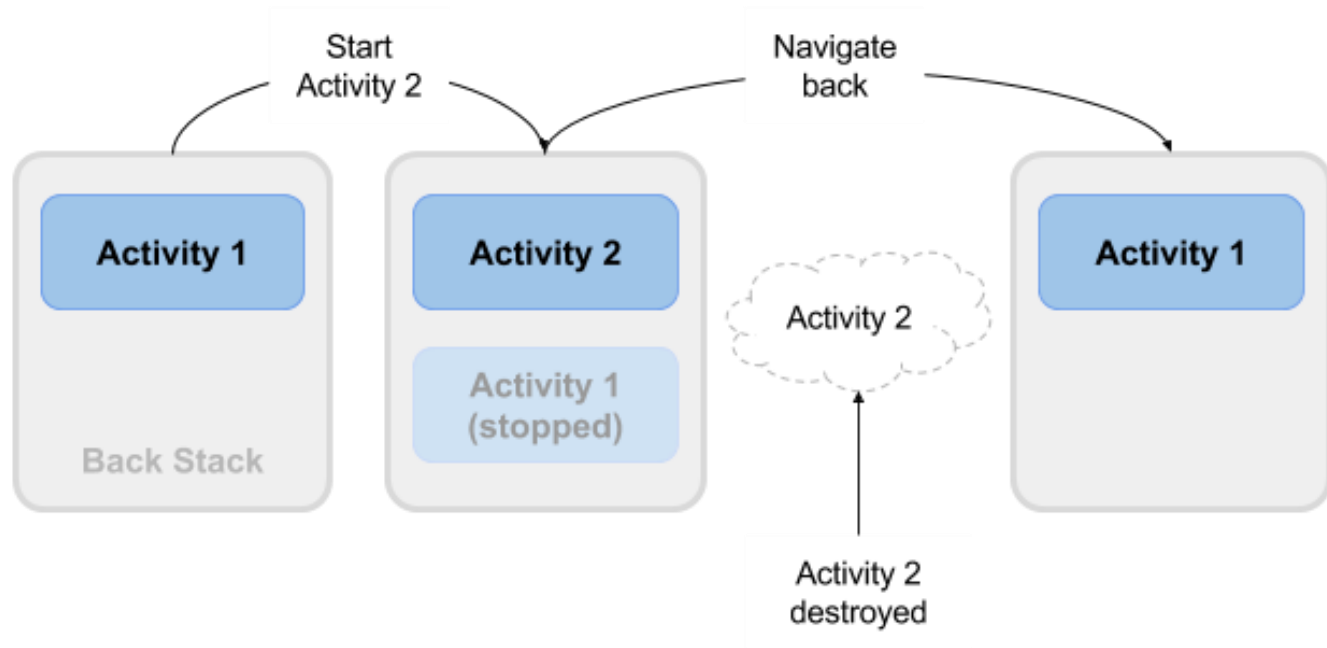 Start
Activity 2
Navigate
back
Activity 1
Back Stack
Activity 2
Activity 1
(stopped)
Activity 2
Activity 2
destroyed
Activity 1